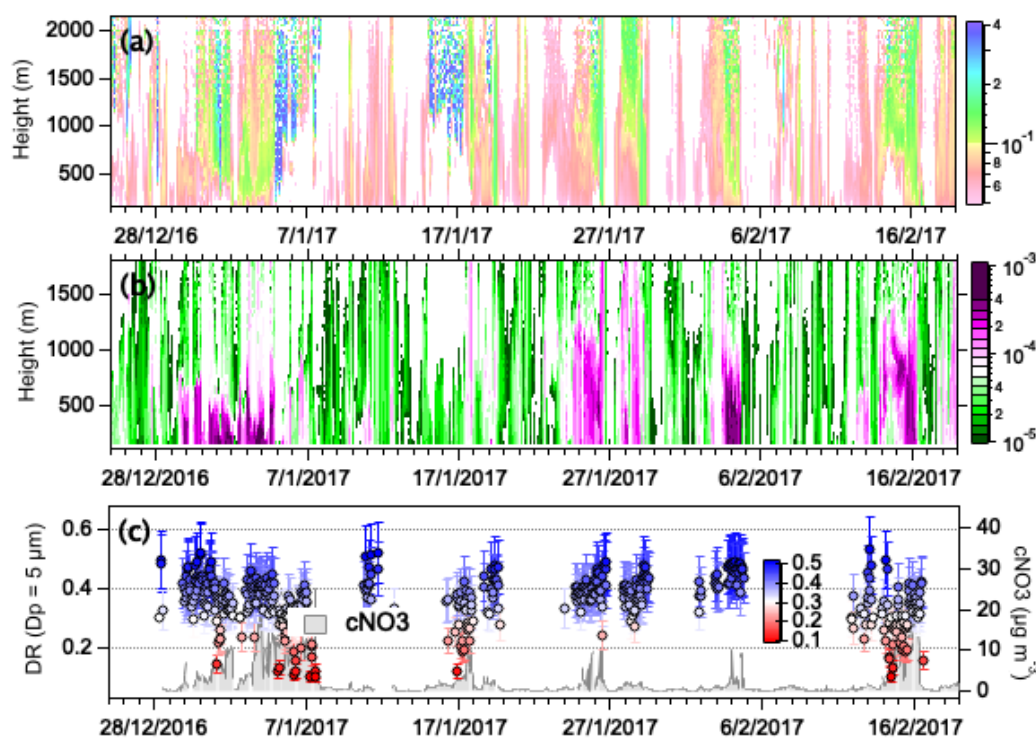 (a)
Height (m)
2000
1500
1000
500
4
2
10-1
8
6
28/12/16 7/1/17 17/1/17 27/1/17 6/2/17 16/2/17
(b)
Height (m)
1500
1000
500
10-3
4
2
10-4
4
2
10-5
28/12/2016 7/1/2017 17/1/2017 27/1/2017 6/2/2017 16/2/2017
(c)
DR (Dp = 5 µm)
0.6
0.4
0.2
cNO3
0.5
0.4
0.3
0.2
0.1
40
30
20
10
0
cNO3 (µg m-3)
28/12/2016 7/1/2017 17/1/2017 27/1/2017 6/2/2017 16/2/2017